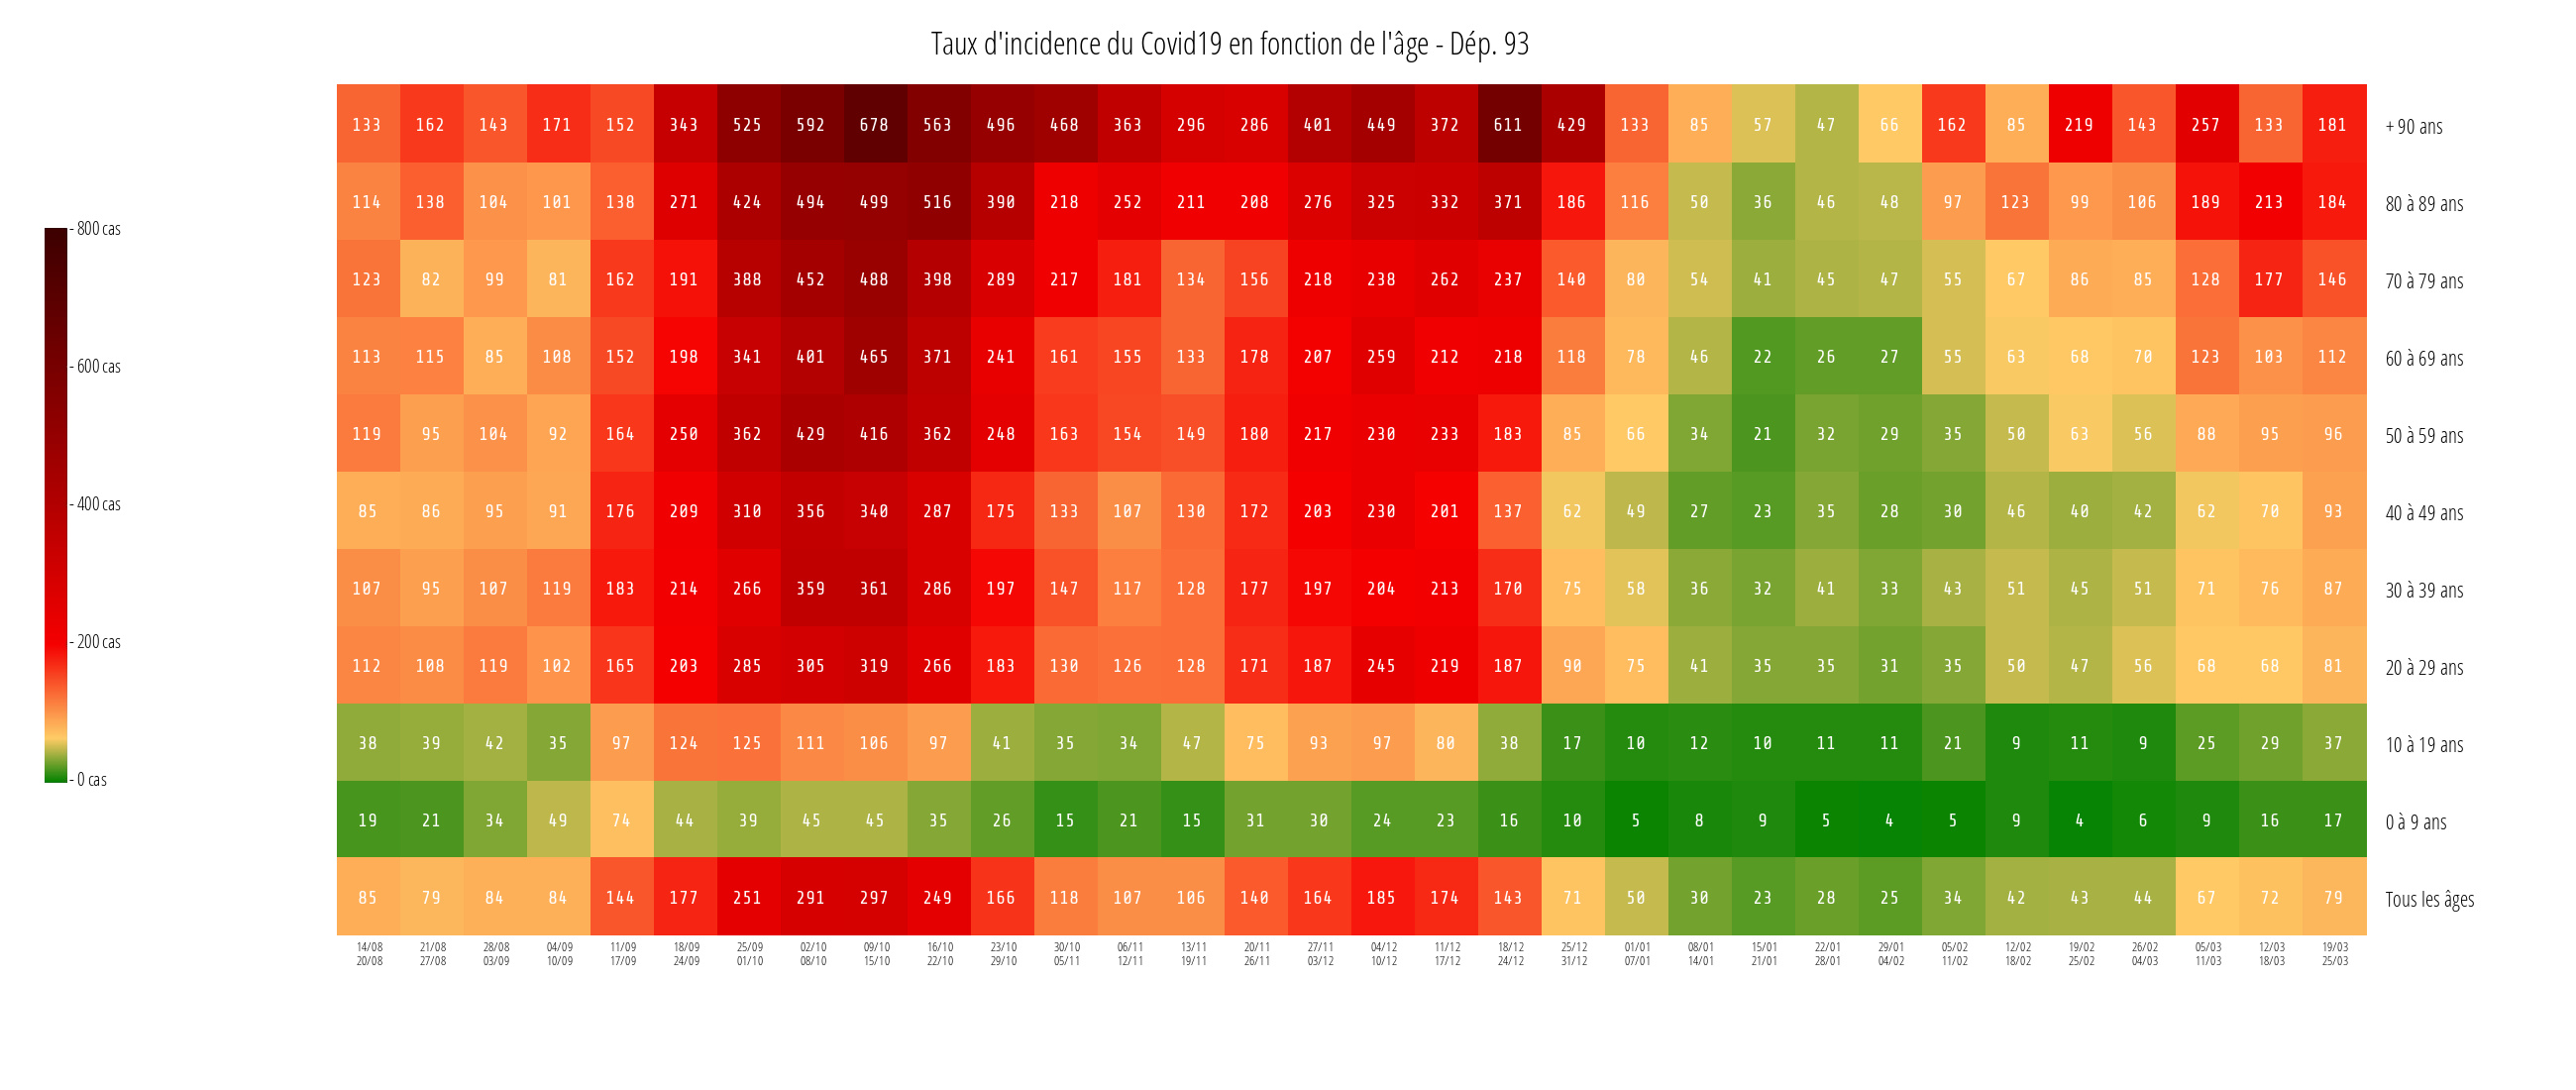 Taux d'incidence du Covid19 en fonction de l'âge - Dép. 93
133 162 143 171 152 343 525 592 678 563 496 468 363 296 286 401 449 372 611 429 133 85 57 47 66 162 85 219 143 257 133 181 + 90 ans
114 138 104 101 138 271 424 494 499 516 390 218 252 211 208 276 325 332 371 186 116 50 36 46 48 97 123 99 106 189 213 184 80 à 89 ans
- 800 cas
123 82 99 81 162 191 388 452 488 398 289 217 181 134 156 218 238 262 237 140 80 54 41 45 47 55 67 86 85 128 177 146 70 à 79 ans
113 115 85 108 152 198 341 401 465 371 241 161 155 133 178 207 259 212 218 118 78 46 22 26 27 55 63 68 70 123 103 112 60 à 69 ans
- 600 cas
119 95 104 92 164 250 362 429 416 362 248 163 154 149 180 217 230 233 183 85 66 34 21 32 29 35 50 63 56 88 95 96 50 à 59 ans
- 400 cas
85 86 95 91 176 209 310 356 340 287 175 133 107 130 172 203 230 201 137 62 49 27 23 35 28 30 46 40 42 62 70 93 40 à 49 ans
107 95 107 119 183 214 266 359 361 286 197 147 117 128 177 197 204 213 170 75 58 36 32 41 33 43 51 45 51 71 76 87 30 à 39 ans
- 200 cas
112 108 119 102 165 203 285 305 319 266 183 130 126 128 171 187 245 219 187 90 75 41 35 35 31 35 50 47 56 68 68 81 20 à 29 ans
38 39 42 35 97 124 125 111 106 97 41 35 34 47 75 93 97 80 38 17 10 12 10 11 11 21 9 11 9 25 29 37 10 à 19 ans
- 0 cas
19 21 34 49 74 44 39 45 45 35 26 15 21 15 31 30 24 23 16 10 5 8 9 5 4 5 9 4 6 9 16 17 0 à 9 ans
85 79 84 84 144 177 251 291 297 249 166 118 107 106 140 164 185 174 143 71 50 30 23 28 25 34 42 43 44 67 72 79 Tous les âges
14/08 21/08 28/08 04/09 11/09 18/09 25/09 02/10 09/10 16/10 23/10 30/10 06/11 13/11 20/11 27/11 04/12 11/12 18/12 25/12 01/01 08/01 15/01 22/01 29/01 05/02 12/02 19/02 26/02 05/03 12/03 19/03
20/08 27/08 03/09 10/09 17/09 24/09 01/10 08/10 15/10 22/10 29/10 05/11 12/11 19/11 26/11 03/12 10/12 17/12 24/12 31/12 07/01 14/01 21/01 28/01 04/02 11/02 18/02 25/02 04/03 11/03 18/03 25/03